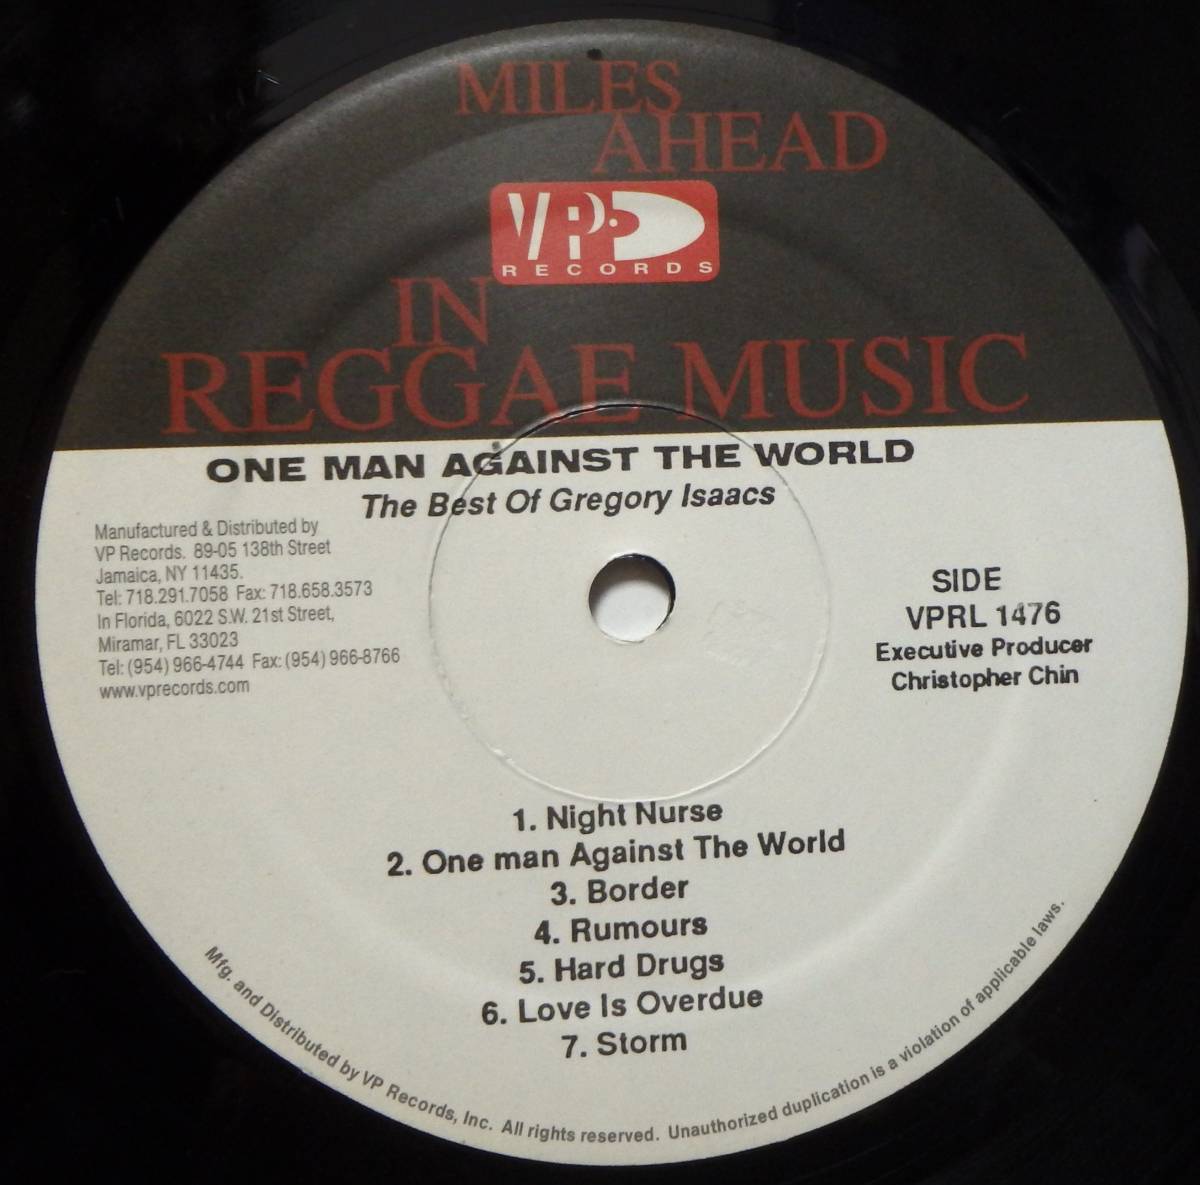 MILES
AHEAD
VP
RECORDS
IN
REGGAE MUSIC
ONE MAN AGAINST THE WORLD
The Best Of Gregory Isaacs
Manufactured & Distributed by
VP Records. 89-05 138th Street
Jamaica, NY 11435.
Tel: 718.291.7058 Fax: 718.658.3573
In Florida, 6022 S.W. 21st Street,
Miramar, FL 33023
Tel: (954) 966-4744 Fax: (954) 966-8766
www.vprecords.com
SIDE
VPRL 1476
Executive Producer
Christopher Chin
1. Night Nurse
2. One man Against The World
3. Border
4. Rumours
5. Hard Drugs
6. Love Is Overdue
7. Storm
Mfg. and Distributed by VP Records, Inc. All rights reserved. Unauthorized duplication is a violation of applicable laws.